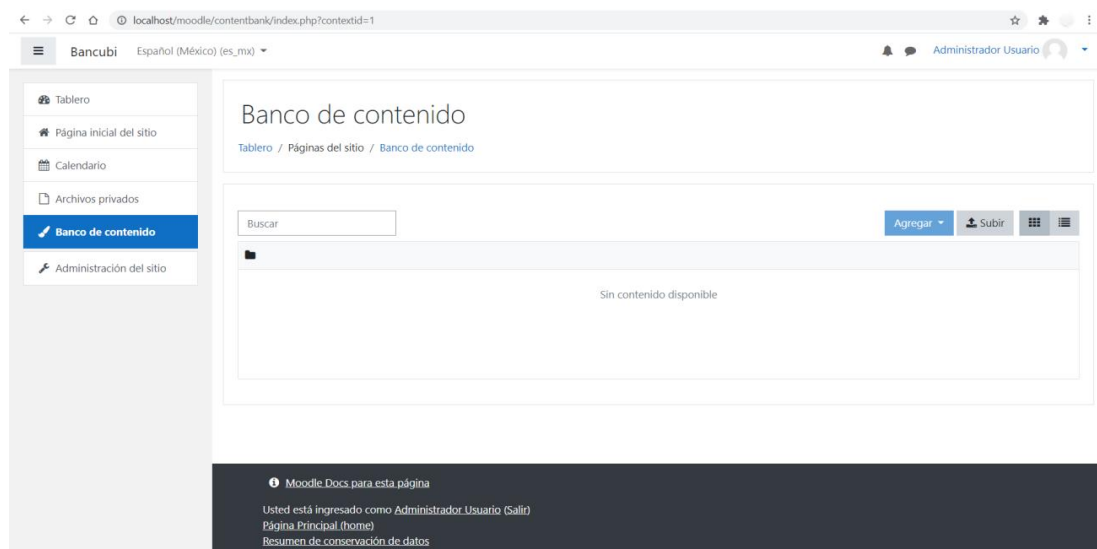 localhost/moodle/contentbank/index.php?contextid=1
Bancubi Español (México) (es_mx) Administrador Usuario
Tablero
Página inicial del sitio
Calendario
Archivos privados
Banco de contenido
Administración del sitio
Banco de contenido
Tablero / Páginas del sitio / Banco de contenido
Buscar Agregar Subir
Sin contenido disponible
Moodle Docs para esta página
Usted está ingresado como Administrador Usuario (Salir)
Página Principal (home)
Resumen de conservación de datos